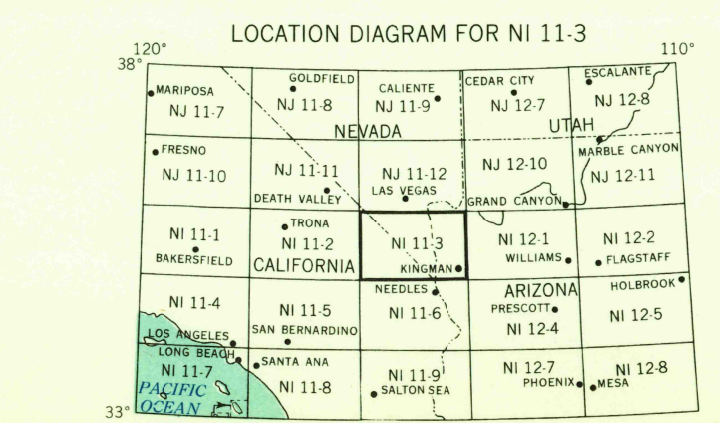 LOCATION DIAGRAM FOR NI 11-3
120°
110°
38°
MARIPOSA
NJ 11-7
GOLDFIELD
NJ 11-8
CALIENTE
NJ 11-9
CEDAR CITY
NJ 12-7
ESCALANTE
NJ 12-8
NEVADA
UTAH
FRESNO
NJ 11-10
NJ 11-11
DEATH VALLEY
NJ 11-12
LAS VEGAS
NJ 12-10
GRAND CANYON
MARBLE CANYON
NJ 12-11
NI 11-1
BAKERSFIELD
TRONA
NI 11-2
CALIFORNIA
NI 11-3
KINGMAN
NI 12-1
WILLIAMS
NI 12-2
FLAGSTAFF
NI 11-4
LOS ANGELES
NI 11-5
SAN BERNARDINO
NEEDLES
NI 11-6
ARIZONA
PRESCOTT
NI 12-4
HOLBROOK
NI 12-5
LONG BEACH
NI 11-7
PACIFIC
OCEAN
SANTA ANA
NI 11-8
NI 11-9
SALTON SEA
NI 12-7
PHOENIX
NI 12-8
MESA
33°